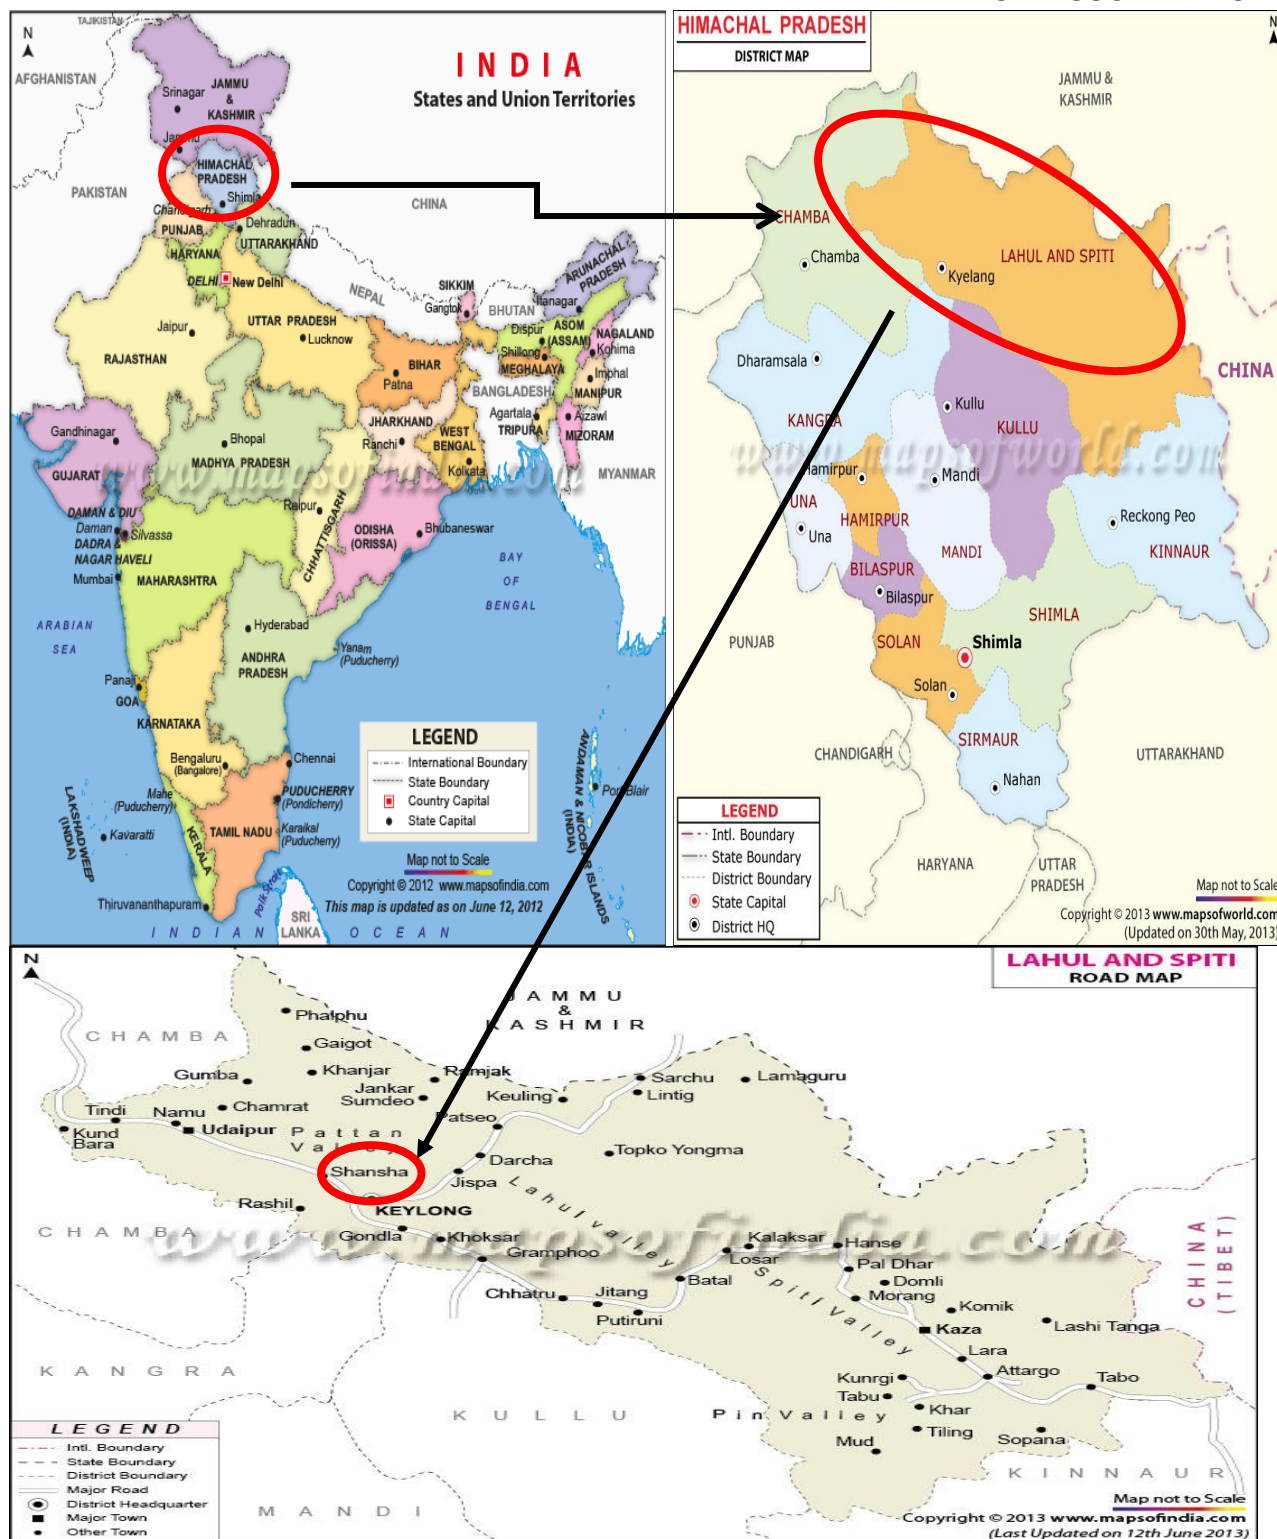 TAJIKISTAN
N
AFGHANISTAN
INDIA
States and Union Territories
JAMMU
&
KASHMIR
Srinagar
Jammu
HIMACHAL
PRADESH
Shimla
PAKISTAN
CHINA
Chandigarh
PUNJAB
Dehradun
UTTARAKHAND
HARYANA
DELHI
New Delhi
ARUNACHAL
PRADESH
NEPAL
SIKKIM
Gangtok
BHUTAN
Itanagar
Jaipur
RAJASTHAN
UTTAR PRADESH
Lucknow
Dispur
ASOM
(ASSAM)
NAGALAND
Kohima
Shillong
MEGHALAYA
BIHAR
Patna
Imphal
MANIPUR
BANGLADESH
Agartala
TRIPURA
Aizawl
MIZORAM
JHARKHAND
Ranchi
WEST
BENGAL
Kolkata
MYANMAR
Gandhinagar
GUJARAT
Bhopal
MADHYA PRADESH
www.mapsofindia.com
Raipur
CHHATTISGARH
ODISHA
(ORISSA)
Bhubaneswar
DAMAN & DIU
Daman
Silvassa
DADRA &
NAGAR HAVELI
Mumbai
MAHARASHTRA
BAY
OF
BENGAL
ARABIAN
SEA
Hyderabad
ANDHRA
PRADESH
Yanam
(Puducherry)
Panaji
GOA
KARNATAKA
Bengaluru
(Bangalore)
Chennai
Mahe
(Puducherry)
PUDUCHERRY
(Pondicherry)
TAMIL NADU
Karaikal
(Puducherry)
KERALA
LAKSHADWEEP
(INDIA)
Kavaratti
Thiruvananthapuram
Palk Strait
SRI
LANKA
INDIAN OCEAN
ANDAMAN & NICOBAR ISLANDS
(INDIA)
Port Blair
LEGEND
International Boundary
State Boundary
Country Capital
State Capital
Map not to Scale
Copyright © 2012 www.mapsofindia.com
This map is updated as on June 12, 2012
HIMACHAL PRADESH
DISTRICT MAP
N
JAMMU &
KASHMIR
CHAMBA
Chamba
LAHUL AND SPITI
Kyelang
Dharamsala
CHINA
KANGRA
Kullu
KULLU
www.mapsofworld.com
Hamirpur
Mandi
UNA
Una
HAMIRPUR
Reckong Peo
KINNAUR
MANDI
BILASPUR
Bilaspur
SHIMLA
PUNJAB
SOLAN
Shimla
Solan
SIRMAUR
CHANDIGARH
UTTARAKHAND
Nahan
HARYANA
UTTAR
PRADESH
LEGEND
Intl. Boundary
State Boundary
District Boundary
State Capital
District HQ
Map not to Scale
Copyright © 2013 www.mapsofworld.com
(Updated on 30th May, 2013)
N
LAHUL AND SPITI
ROAD MAP
JAMMU
&
KASHMIR
CHAMBA
Phalphu
Gaigot
Gumba
Khanjar
Ramjak
Jankar
Sumdeo
Chamrat
Keuling
Sarchu
Lintig
Lamaguru
Tindi
Namu
Udaipur
Kund
Bara
Pattan
Valley
Patseo
Topko Yongma
Darcha
Shansha
Jispa
Rashil
KEYLONG
Lahul valley
CHAMBA
www.mapsofindia.com
Gondla
Khoksar
Gramphoo
Kalaksar
Hanse
Losar
Pal Dhar
Domli
Batal
Spiti Valley
Morang
Chhatru
Jitang
Putiruni
Komik
Lashi Tanga
Kaza
Lara
CHINA
(TIBET)
KANGRA
KULLU
Kunrgi
Attargo
Tabo
Tabu
Pin Valley
Khar
Tiling
Mud
Sopana
KINNAUR
MANDI
LEGEND
Intl. Boundary
State Boundary
District Boundary
Major Road
District Headquarter
Major Town
Other Town
Map not to Scale
Copyright © 2013 www.mapsofindia.com
(Last Updated on 12th June 2013)